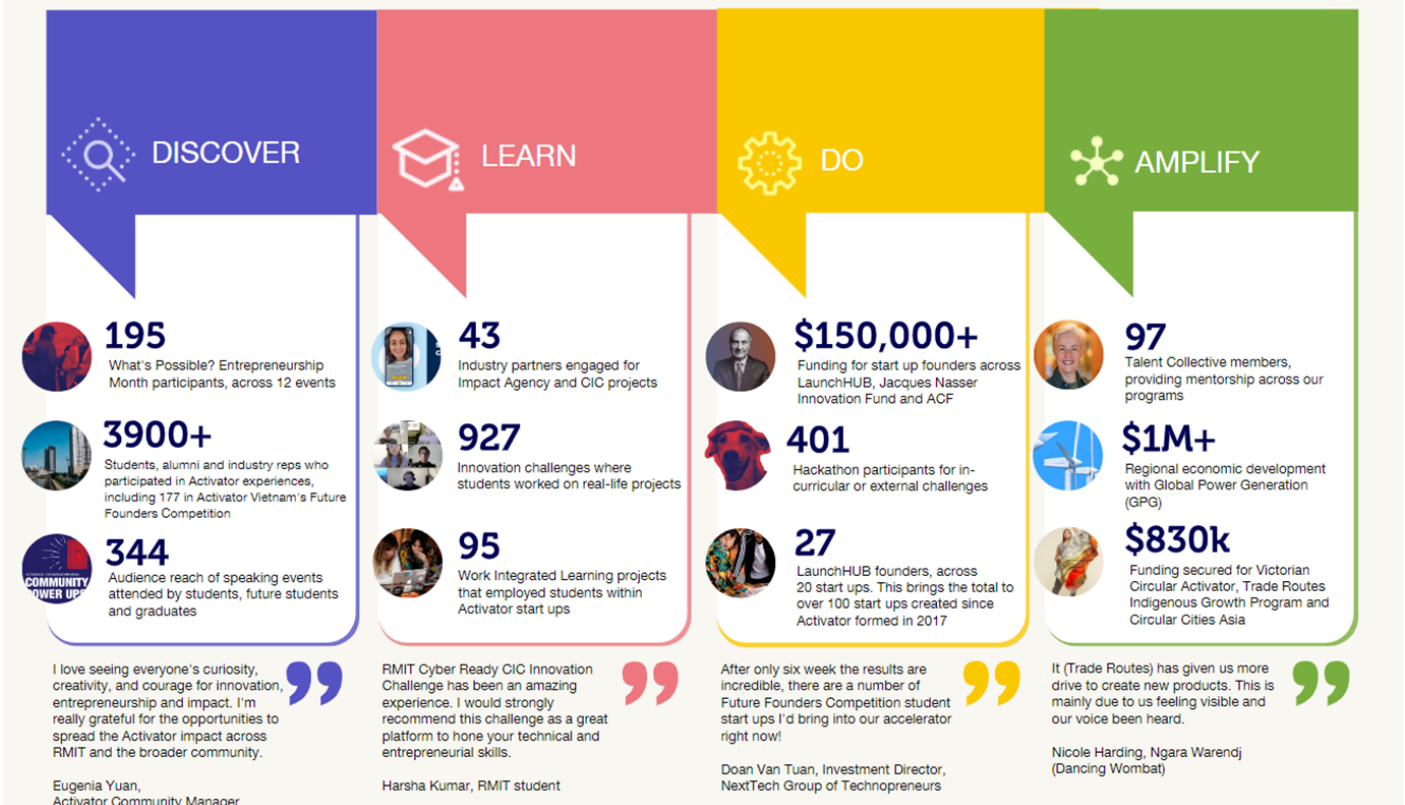 DISCOVER
LEARN
DO
AMPLIFY
195
What's Possible? Entrepreneurship
Month participants, across 12 events
3900+
Students, alumni and industry reps who
participated in Activator experiences,
including 177 in Activator Vietnam's Future
Founders Competition
COMMUNITY
POWER UPS
344
Audience reach of speaking events
attended by students, future students
and graduates
I love seeing everyone's curiosity,
creativity, and courage for innovation,
entrepreneurship and impact. I'm
really grateful for the opportunities to
spread the Activator impact across
RMIT and the broader community.
Eugenia Yuan,
Activator Community Manager
43
Industry partners engaged for
Impact Agency and CIC projects
927
Innovation challenges where
students worked on real-life projects
95
Work Integrated Learning projects
that employed students within
Activator start ups
RMIT Cyber Ready CIC Innovation
Challenge has been an amazing
experience. I would strongly
recommend this challenge as a great
platform to hone your technical and
entrepreneurial skills.
Harsha Kumar, RMIT student
$150,000+
Funding for start up founders across
LaunchHUB, Jacques Nasser
Innovation Fund and ACF
401
Hackathon participants for in-
curricular or external challenges
27
LaunchHUB founders, across
20 start ups. This brings the total to
over 100 start ups created since
Activator formed in 2017
After only six week the results are
incredible, there are a number of
Future Founders Competition student
start ups I'd bring into our accelerator
right now!
Doan Van Tuan, Investment Director,
NextTech Group of Technopreneurs
97
Talent Collective members,
providing mentorship across our
programs
$1M+
Regional economic development
with Global Power Generation
(GPG)
$830k
Funding secured for Victorian
Circular Activator, Trade Routes
Indigenous Growth Program and
Circular Cities Asia
It (Trade Routes) has given us more
drive to create new products. This is
mainly due to us feeling visible and
our voice been heard.
Nicole Harding, Ngara Warendj
(Dancing Wombat)